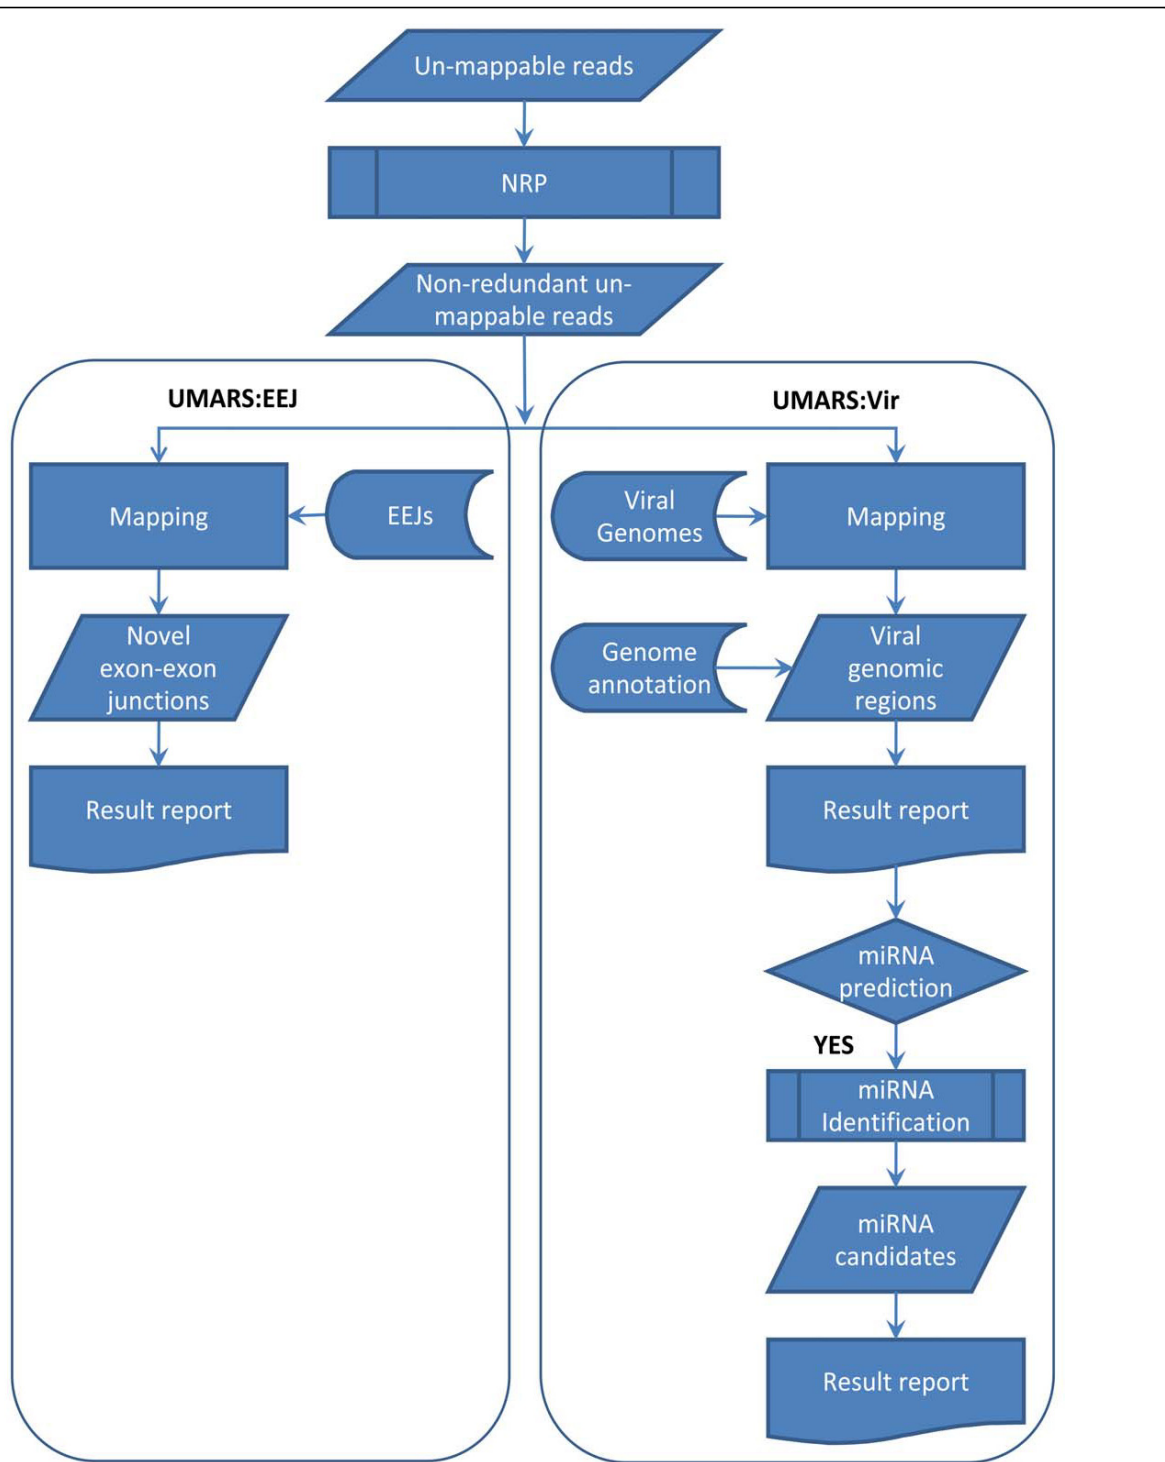 Un-mappable reads
NRP
Non-redundant un-
mappable reads
UMARS:EEJ
Mapping
EEJs
Novel
exon-exon
junctions
Result report
UMARS:Vir
Viral
Genomes
Mapping
Genome
annotation
Viral
genomic
regions
Result report
miRNA
prediction
YES
miRNA
Identification
miRNA
candidates
Result report